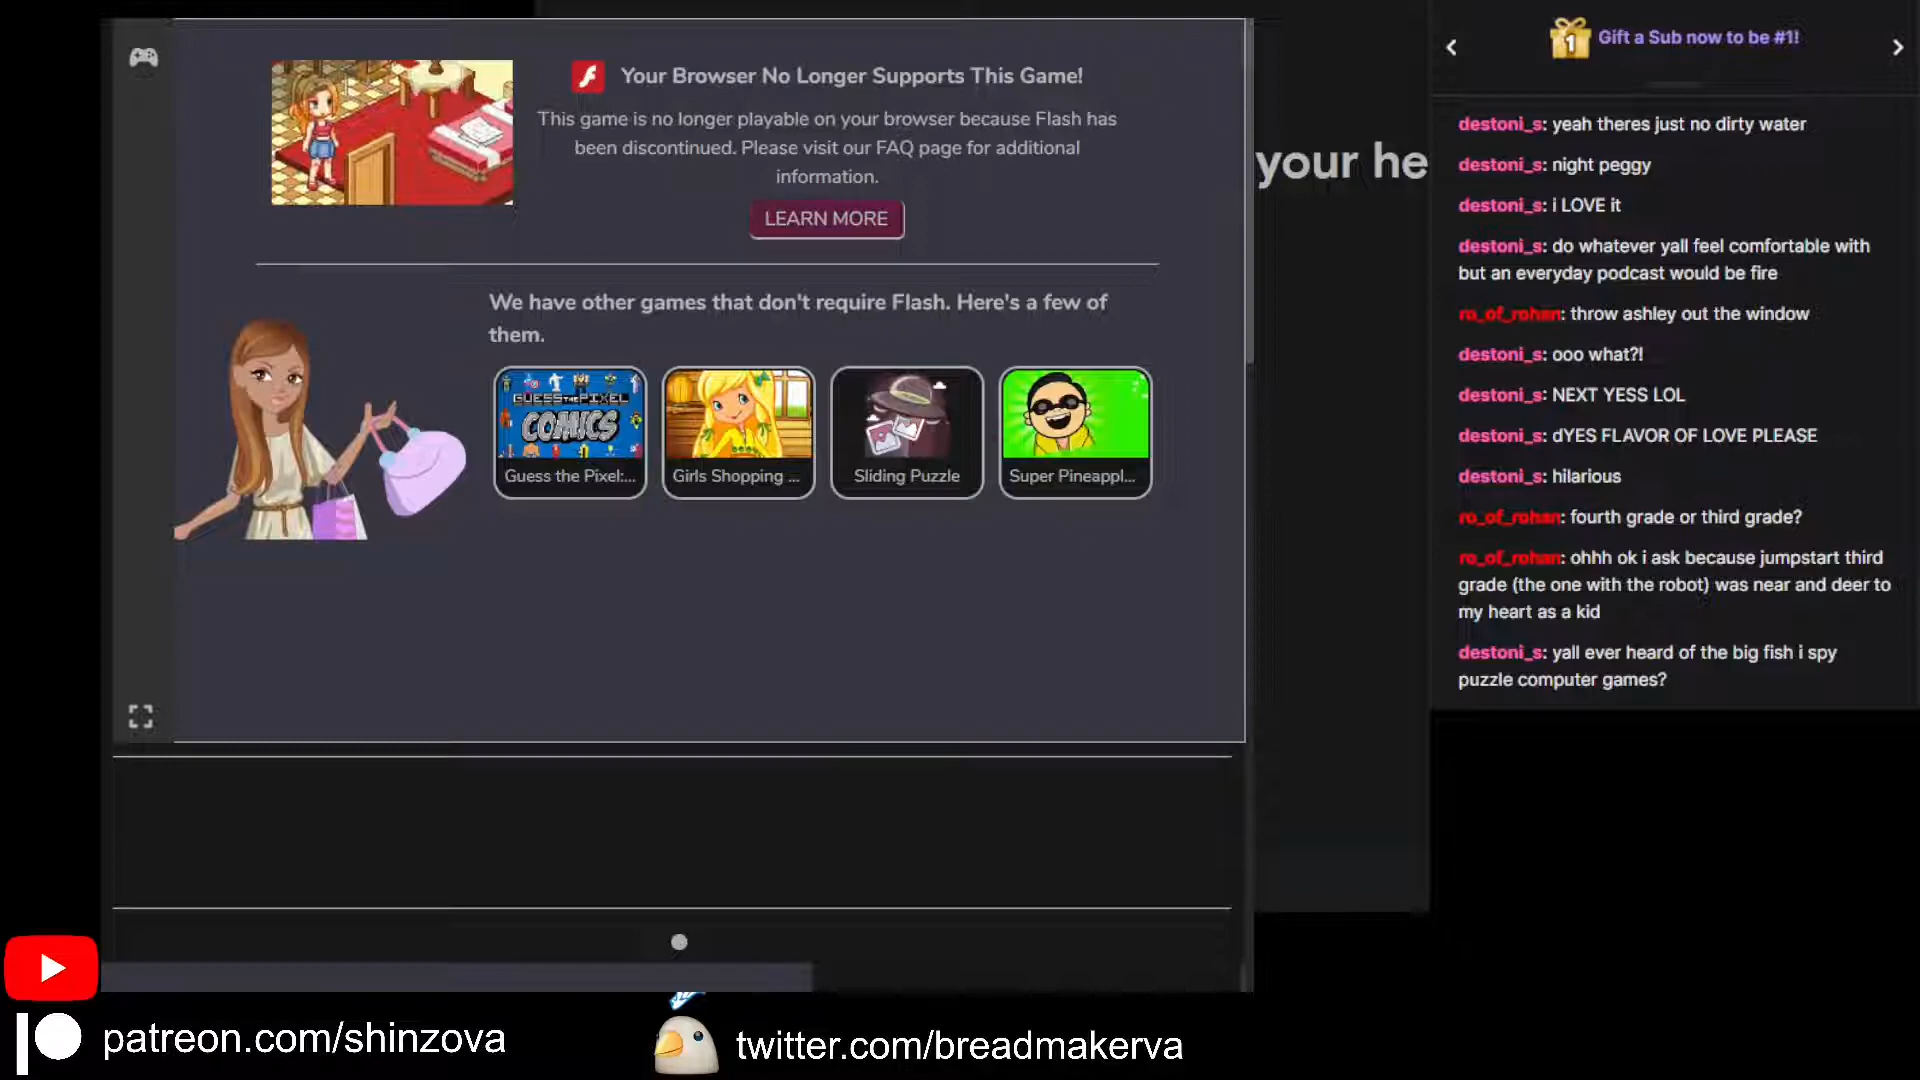 Your Browser No Longer Supports This Game!
This game is no longer playable on your browser because Flash has
been discontinued. Please visit our FAQ page for additional
information.
LEARN MORE
We have other games that don't require Flash. Here's a few of
them.
GUESS THE PIXEL
COMICS
Guess the Pixel:...
Girls Shopping ...
Sliding Puzzle
Super Pineappl...
your he
1
Gift a Sub now to be #1!
destoni_s: yeah theres just no dirty water
destoni_s: night peggy
destoni_s: i LOVE it
destoni_s: do whatever yall feel comfortable with
but an everyday podcast would be fire
ro_of_rohan: throw ashley out the window
destoni_s: ooo what?!
destoni_s: NEXT YESS LOL
destoni_s: dYES FLAVOR OF LOVE PLEASE
destoni_s: hilarious
ro_of_rohan: fourth grade or third grade?
ro_of_rohan: ohhh ok i ask because jumpstart third
grade (the one with the robot) was near and deer to
my heart as a kid
destoni_s: yall ever heard of the big fish i spy
puzzle computer games?
patreon.com/shinzova
twitter.com/breadmakerva